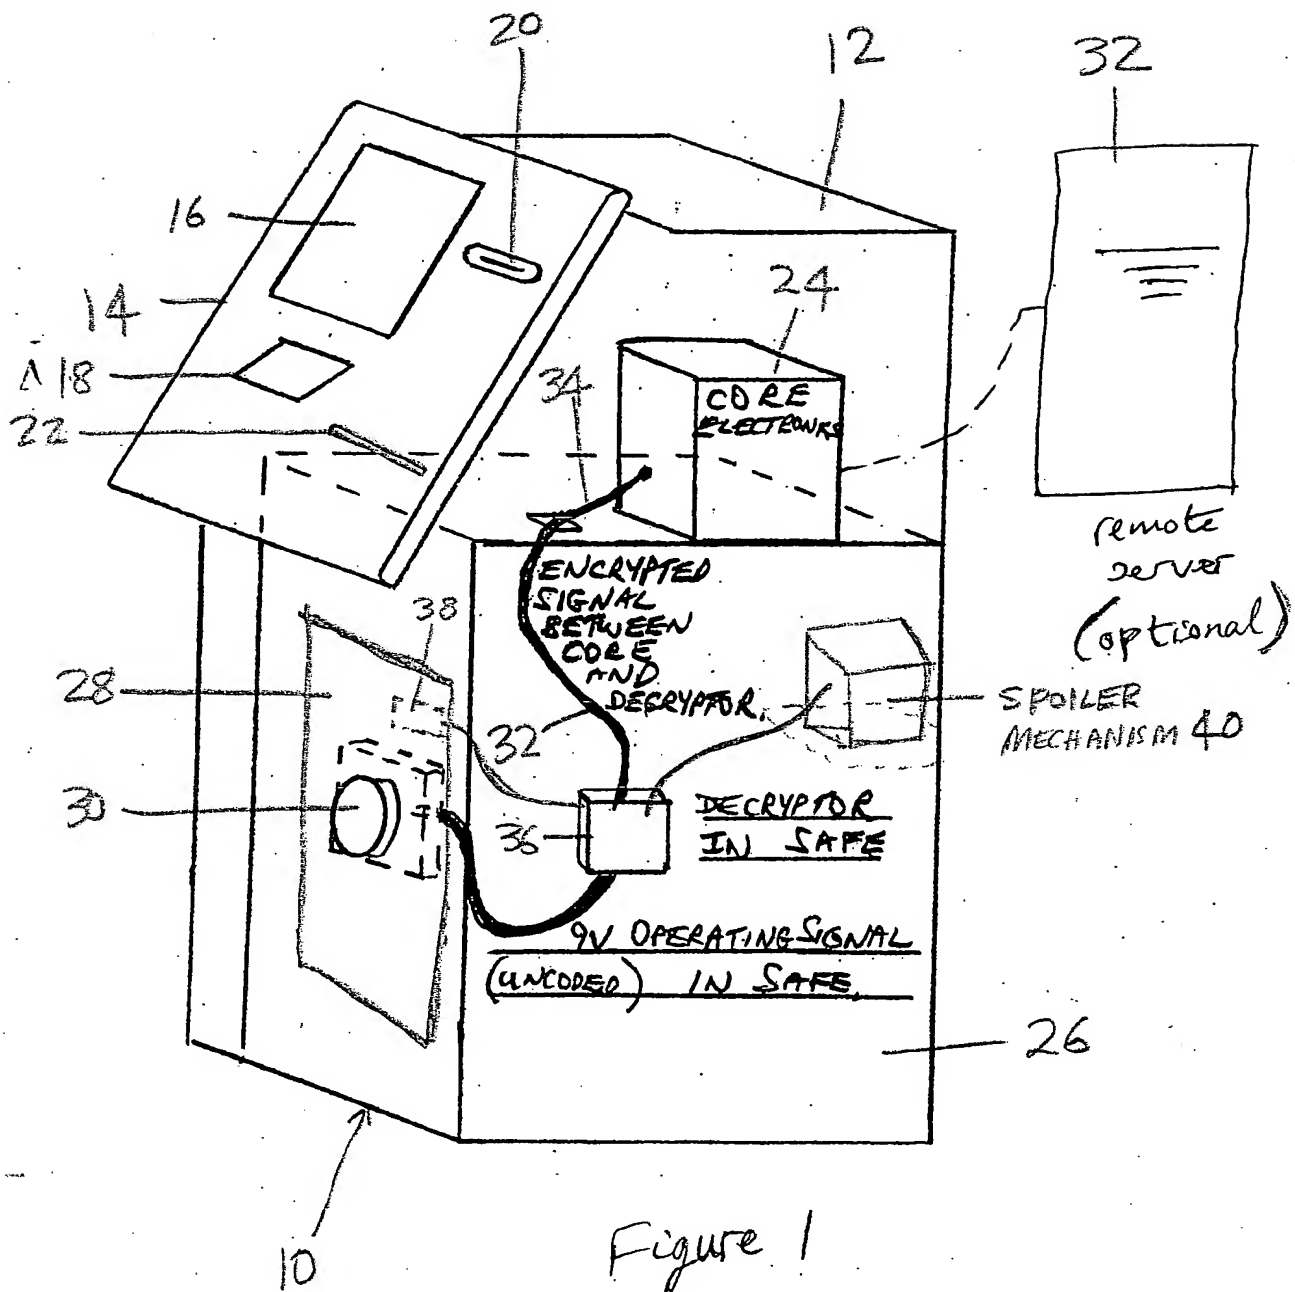 20
12
32
16
14
18
22
24
34
CORE
ELECTRONKS
remote
server
(optional)
ENCRYPTED
SIGNAL
BETWEEN
CORE
AND
DECRYPTOR.
38
28
32
SPOILER
MECHANISM 40
30
36
DECRYPTOR
IN SAFE
9V OPERATING SIGNAL
(UNCODED) IN SAFE.
26
10
Figure 1